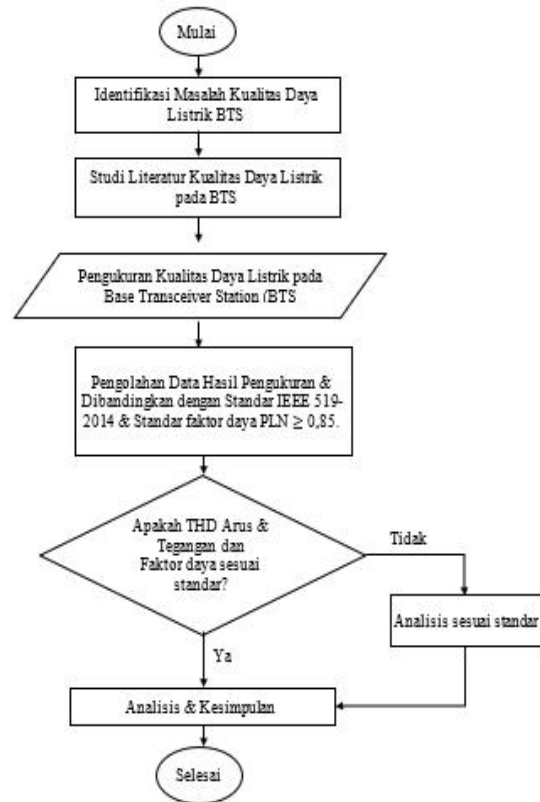 Mulai
Identifikasi Masalah Kualitas Daya
Listrik BTS
Studi Literatur Kualitas Daya Listrik
pada BTS
Pengukuran Kualitas Daya Listrik pada
Base Transceiver Station (BTS
Pengolahan Data Hasil Pengukuran &
Dibandingkan dengan Standar IEEE 519-
2014 & Standar faktor daya PLN ≥ 0,85.
Apakah THD Arus &
Tegangan dan
Faktor daya sesuai
standar?
Tidak
Analisis sesuai standar
Ya
Analisis & Kesimpulan
Selesai